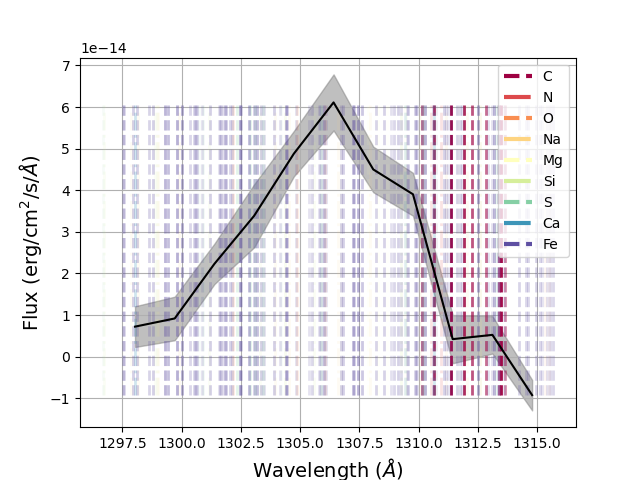 1e−14
7
6
5
4
3
2
1
0
−1
Flux (erg/cm²/s/Å)
C
N
O
Na
Mg
Si
S
Ca
Fe
1297.5 1300.0 1302.5 1305.0 1307.5 1310.0 1312.5 1315.0
Wavelength (Å)